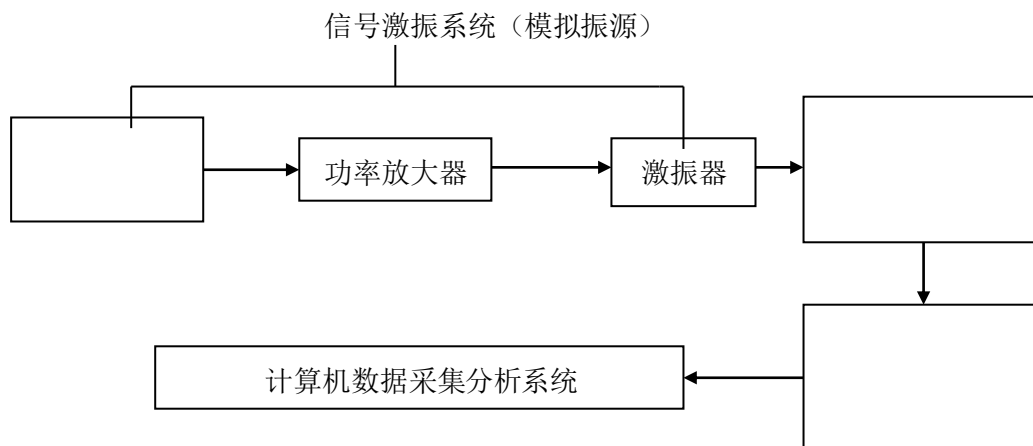 信号激振系统（模拟振源）
功率放大器
激振器
计算机数据采集分析系统